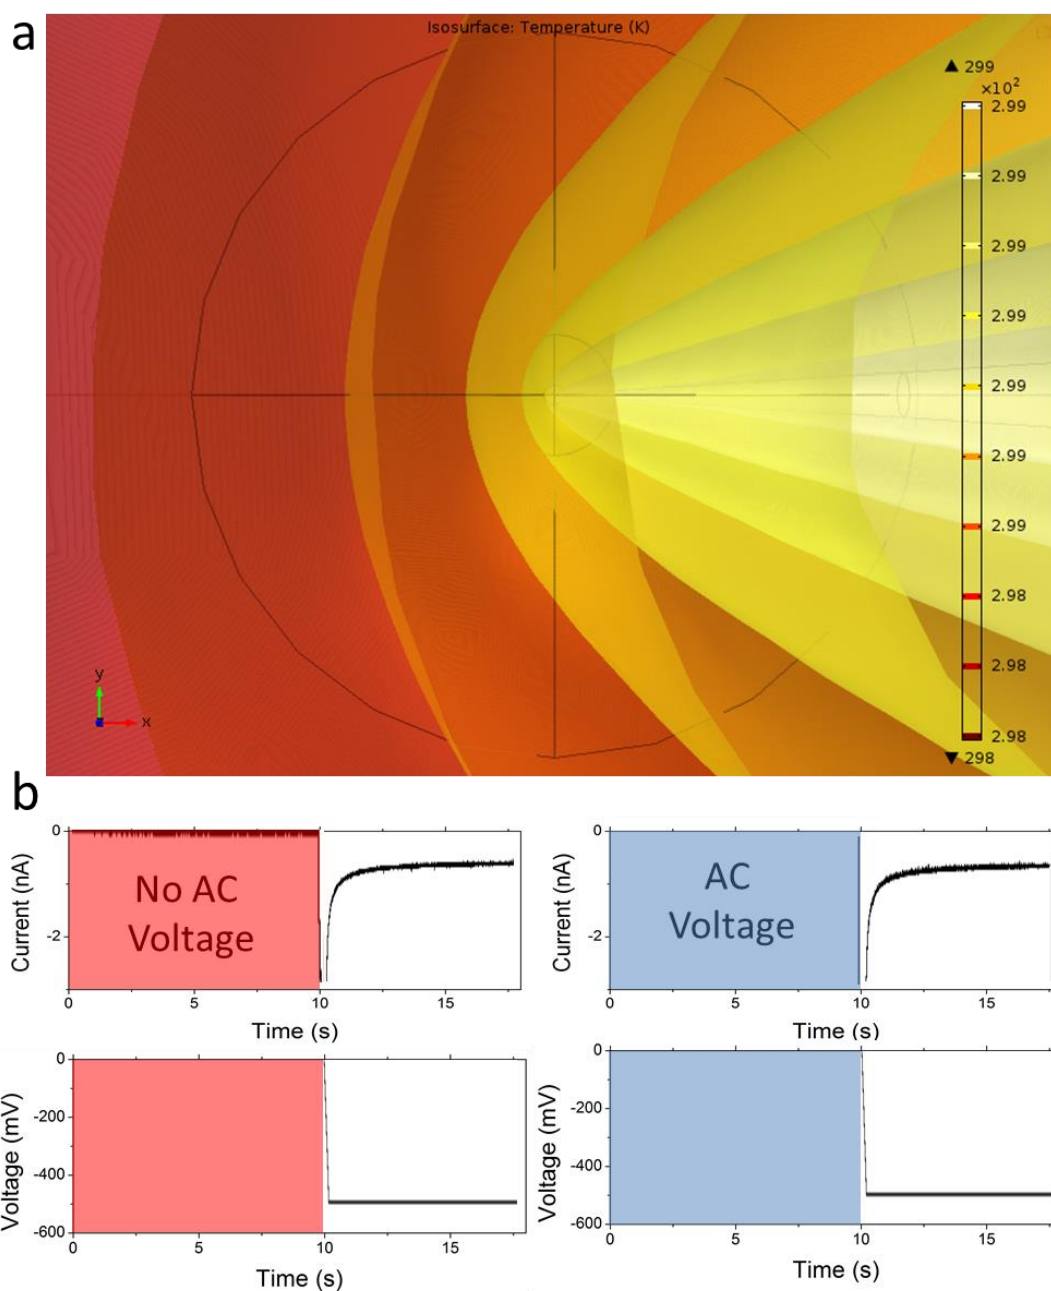 a
Isosurface: Temperature (K)
▲ 299
×10²
2.99
2.99
2.99
2.99
2.99
2.99
2.99
2.98
2.98
2.98
▼ 298
y
x
b
0
-2
Current (nA)
No AC
Voltage
0
5
10
15
Time (s)
0
-2
Current (nA)
AC
Voltage
0
5
10
15
Time (s)
0
-200
-400
-600
Voltage (mV)
0
5
10
15
Time (s)
0
-200
-400
-600
Voltage (mV)
0
5
10
15
Time (s)